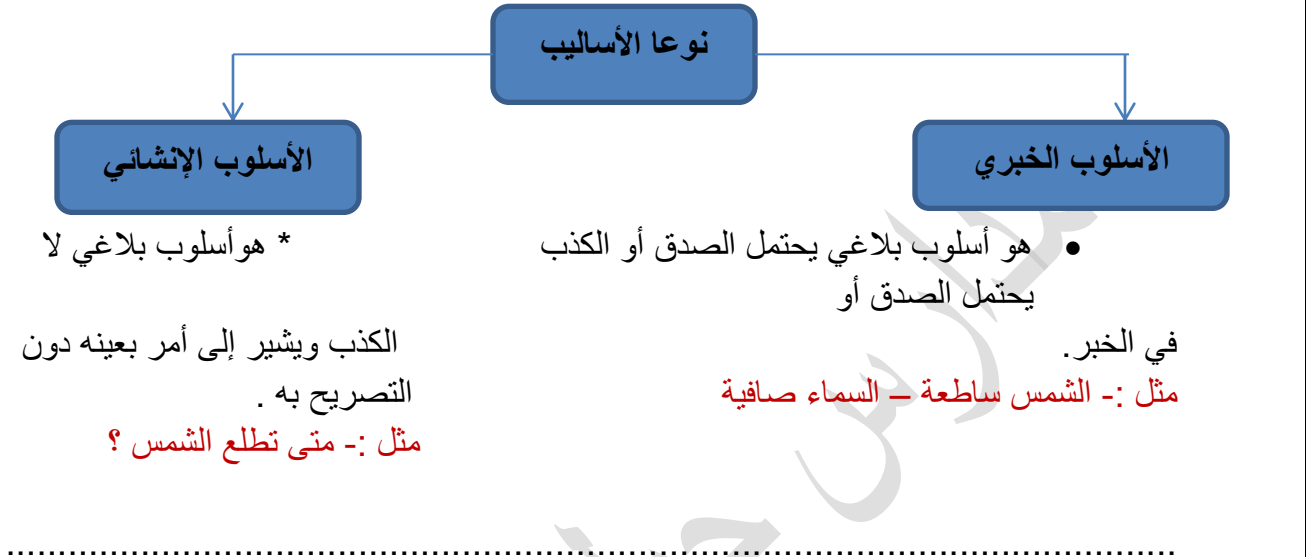 نوعا الأساليب
الأسلوب الخبري
الأسلوب الإنشائي
• هو أسلوب بلاغي يحتمل الصدق أو الكذب * هوأسلوب بلاغي لا
يحتمل الصدق أو
في الخبر. الكذب ويشير إلى أمر بعينه دون
مثل :- الشمس ساطعة – السماء صافية التصريح به .
مثل :- متى تطلع الشمس ؟